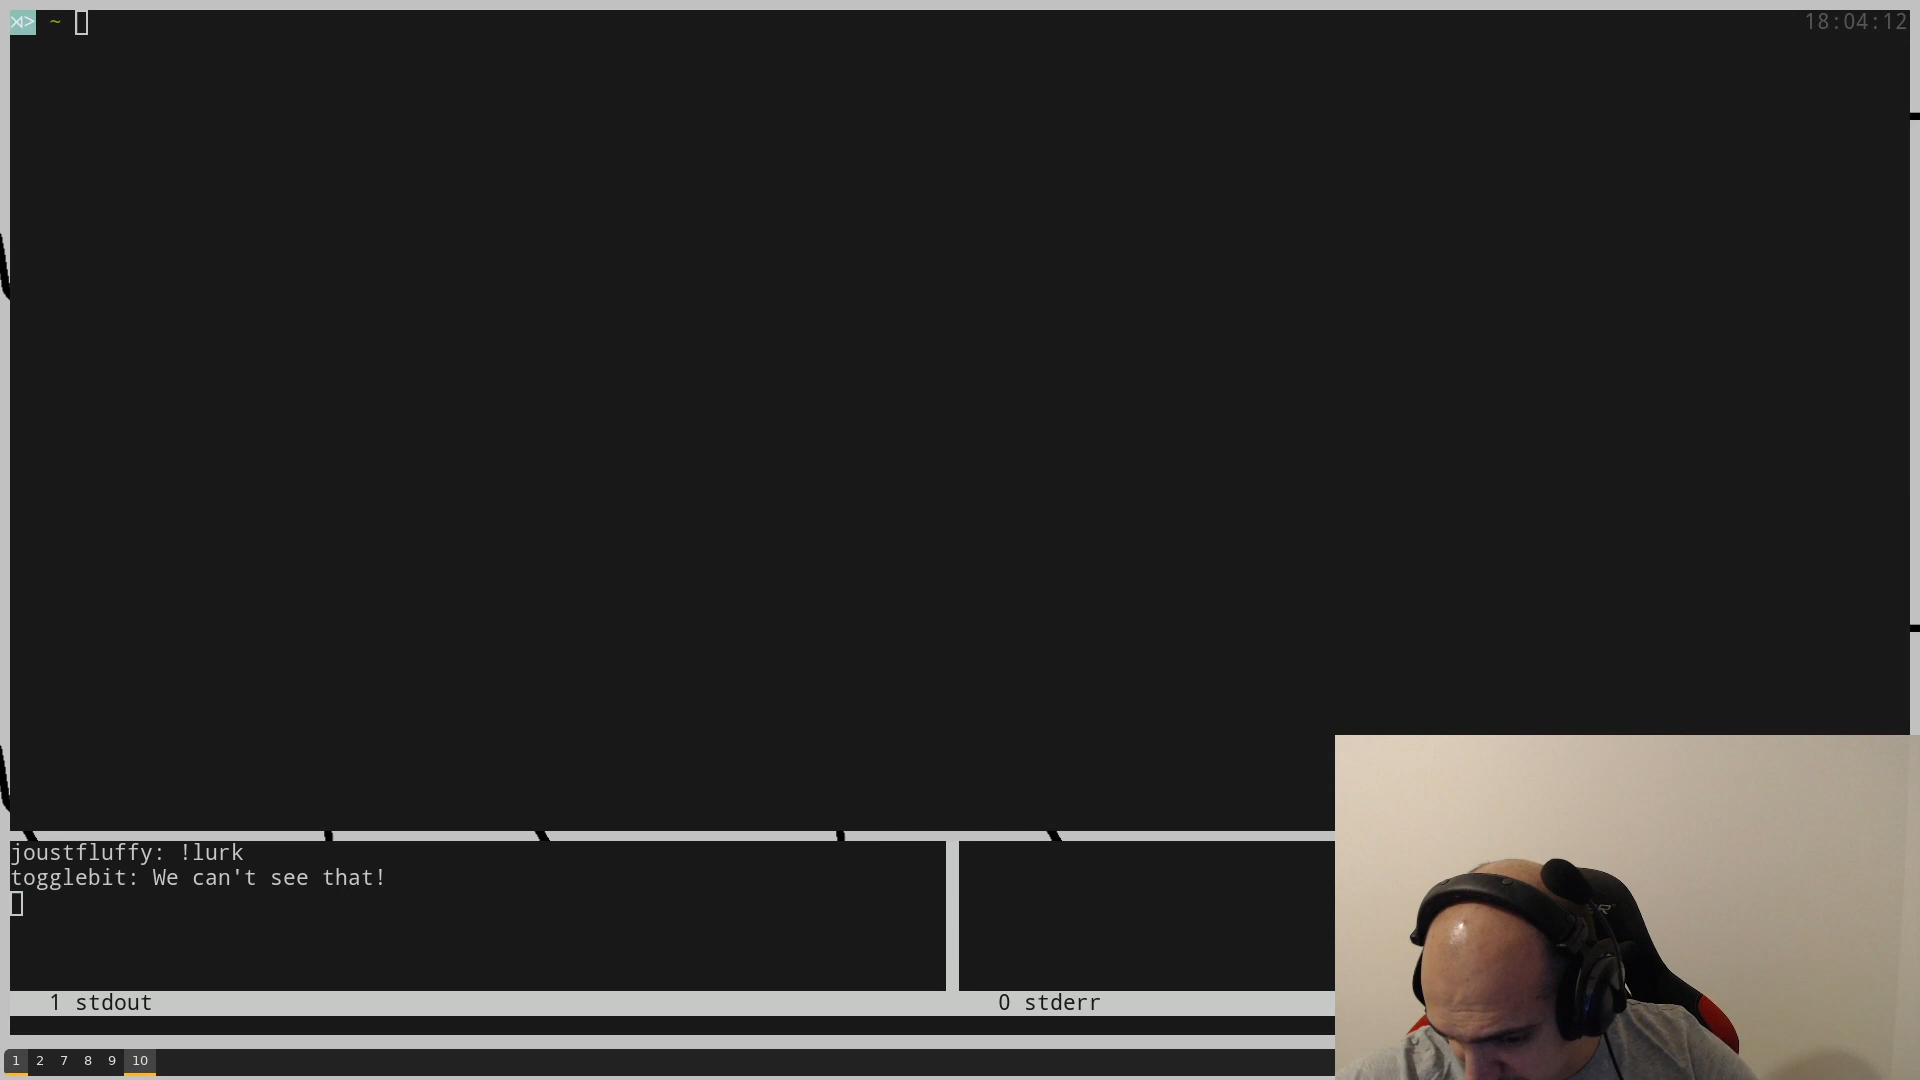 ~ 18:04:12
joustfluffy: !lurk
togglebit: We can't see that!
1 stdout 0 stderr
1 2 7 8 9 10